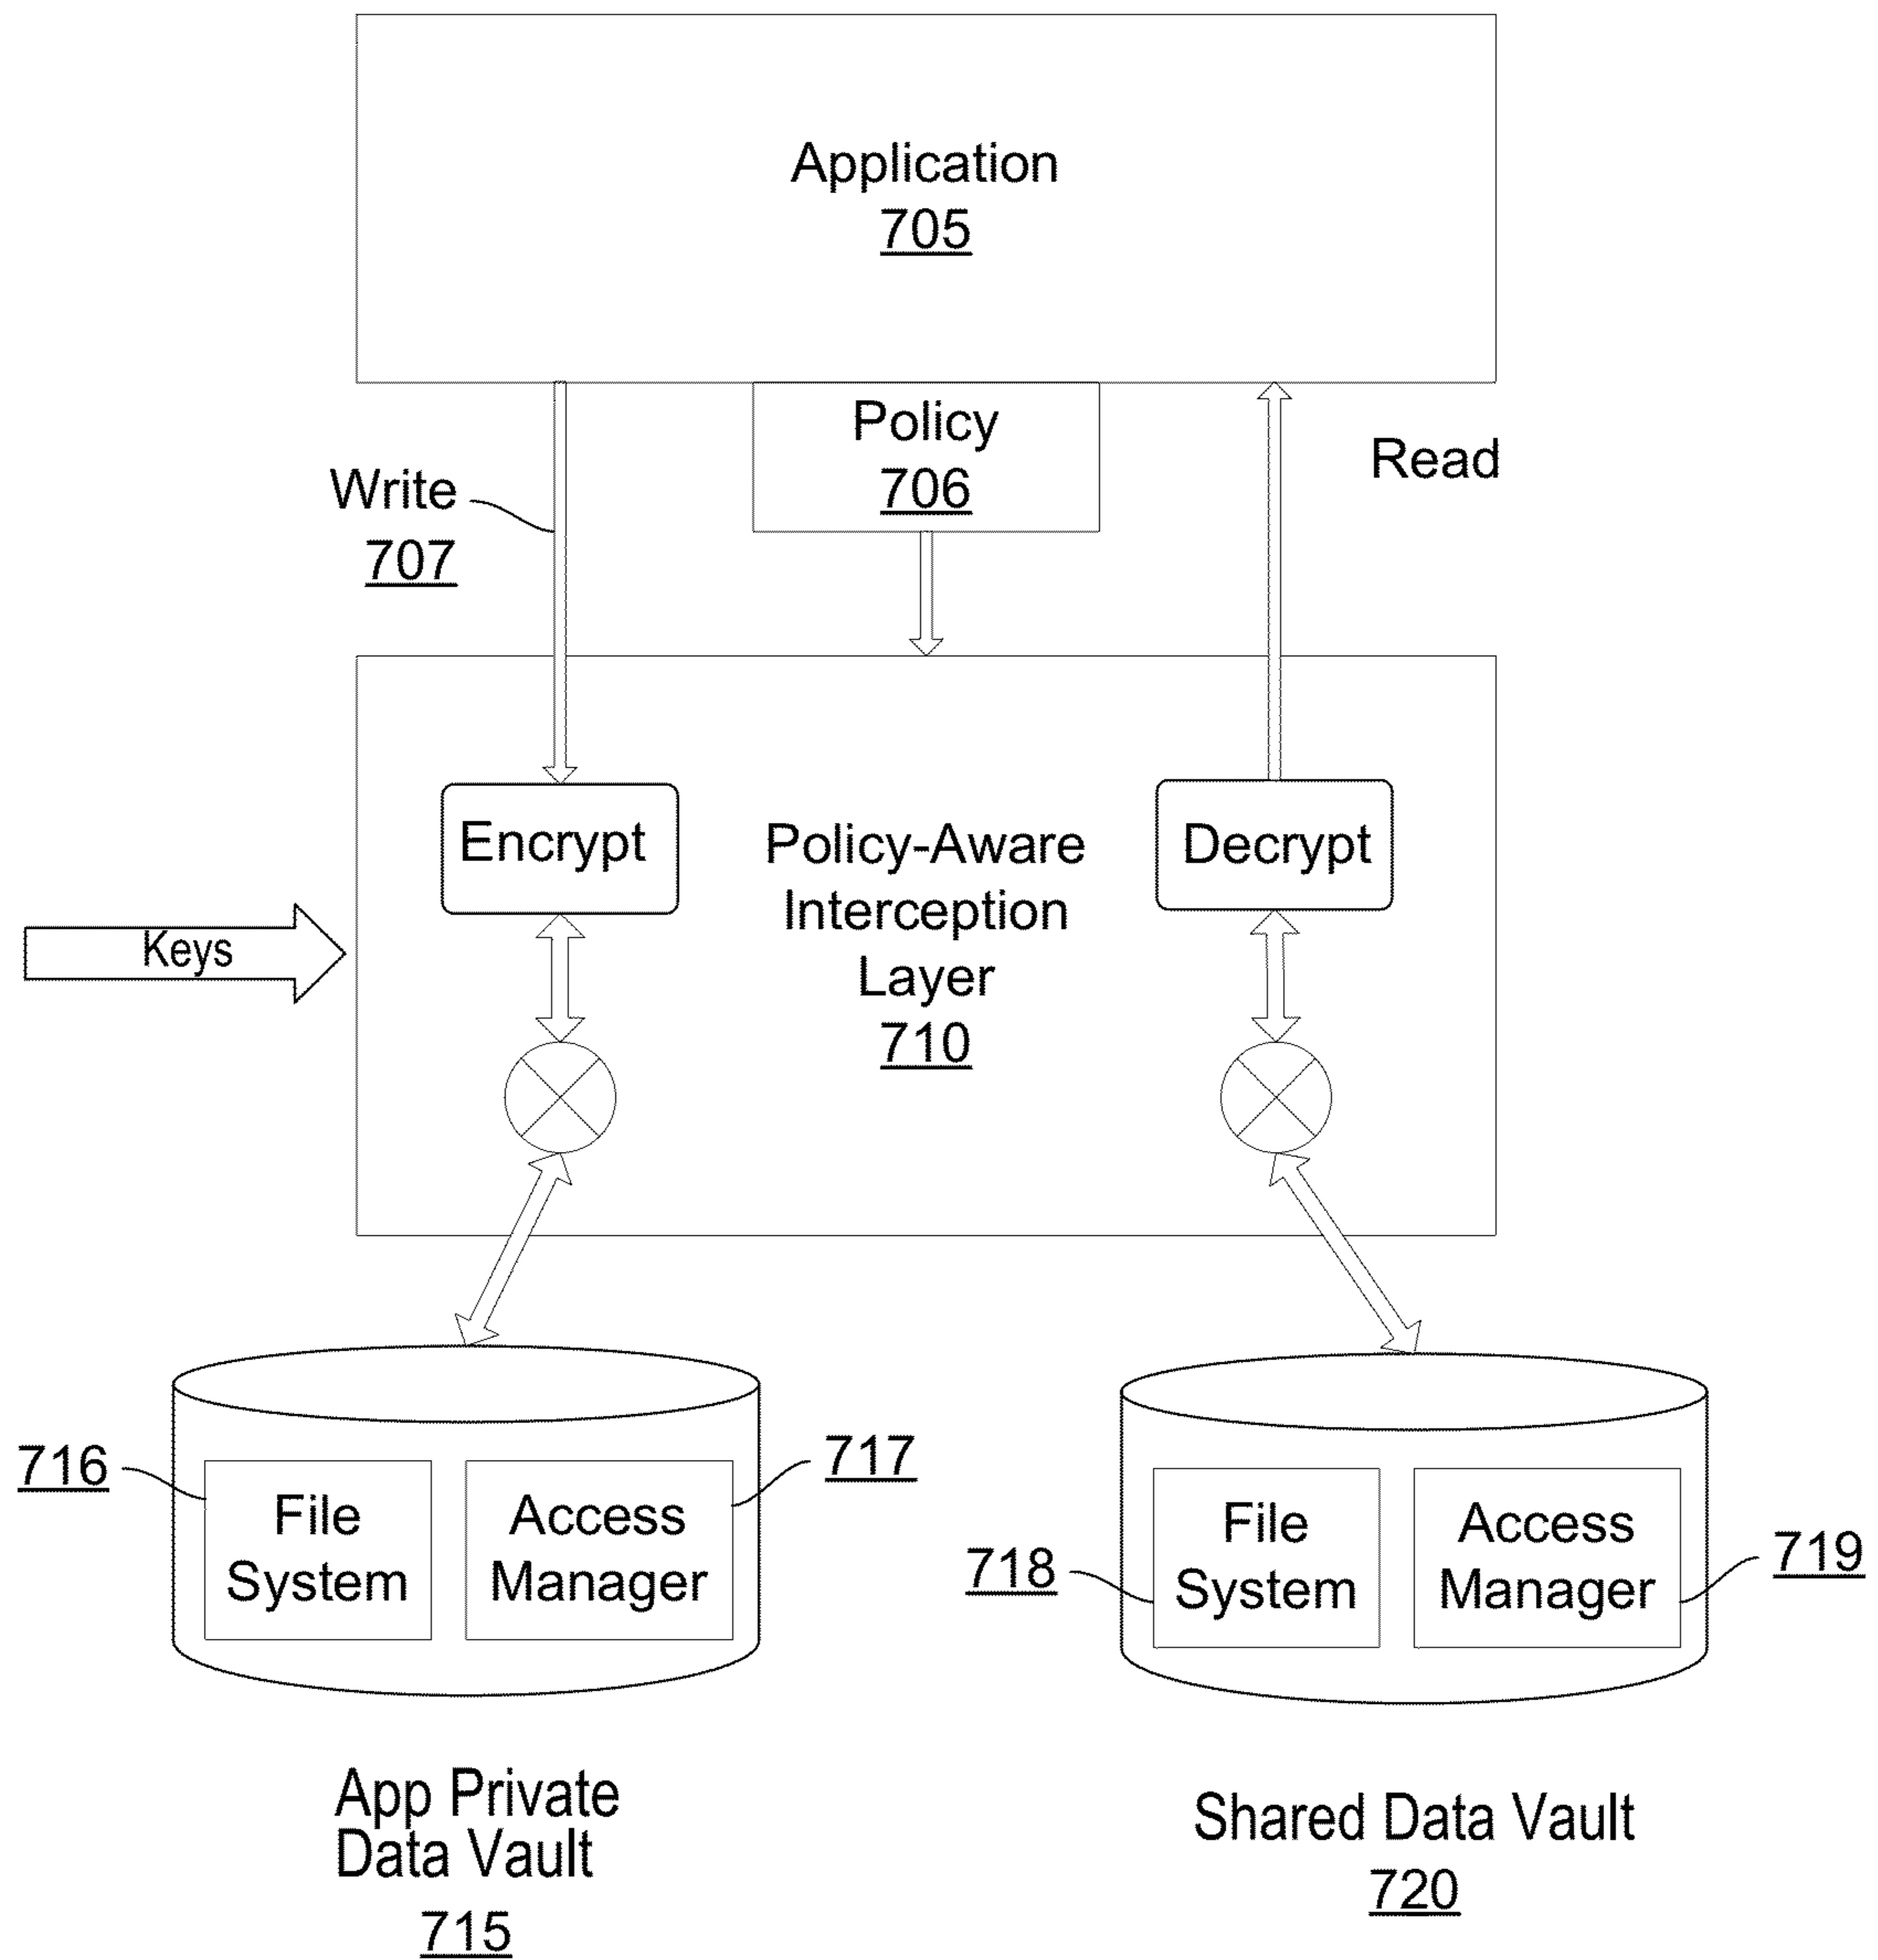 Application
705
Policy
706
Write
707
Read
Encrypt
Policy-Aware
Interception
Layer
710
Decrypt
Keys
716
File
System
Access
Manager
717
718
File
System
Access
Manager
719
App Private
Data Vault
715
Shared Data Vault
720